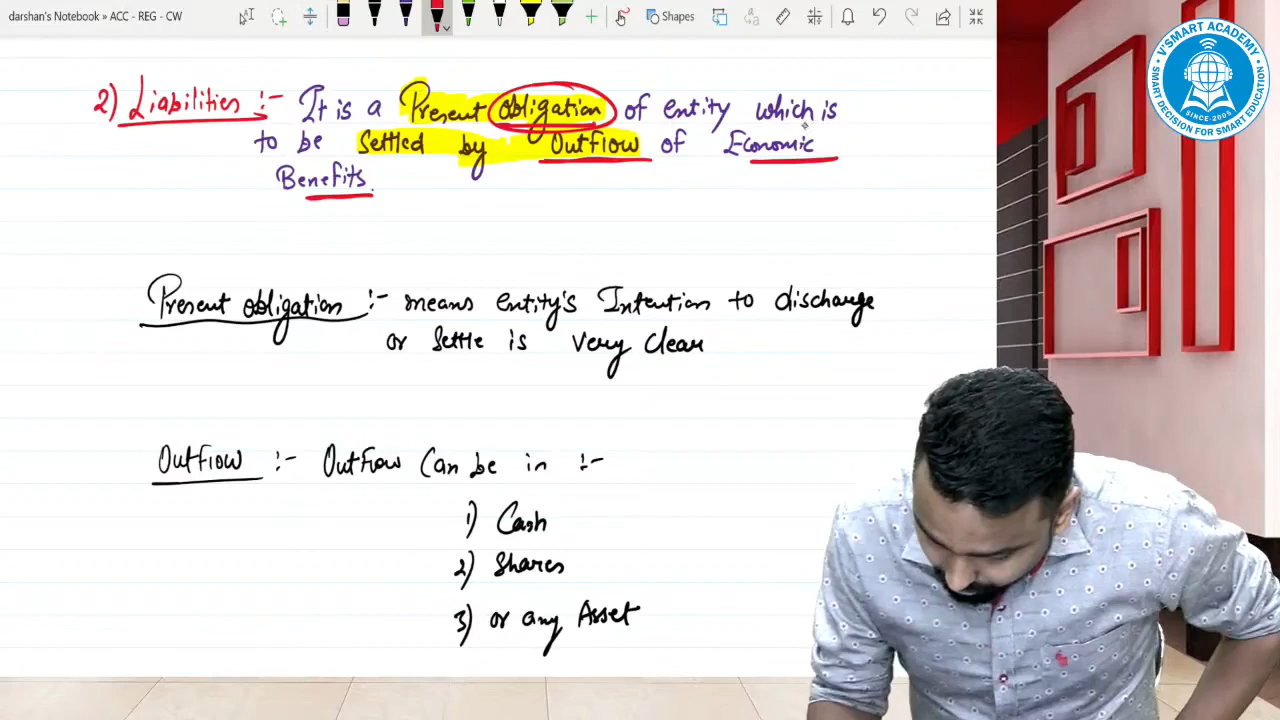 darshan's Notebook » ACC - REG - CW
Shapes
V'SMART ACADEMY
SINCE-2005
SMART DECISION FOR SMART EDUCATION
2) Liabilities :- It is a Present obligation of entity which is
to be Settled by Outflow of Economic
Benefits.
Present obligation :- means entity's Intention to discharge
or Settle is very clear
Outflow :- Outflow Can be in :-
1) Cash
2) Shares
3) or any Asset